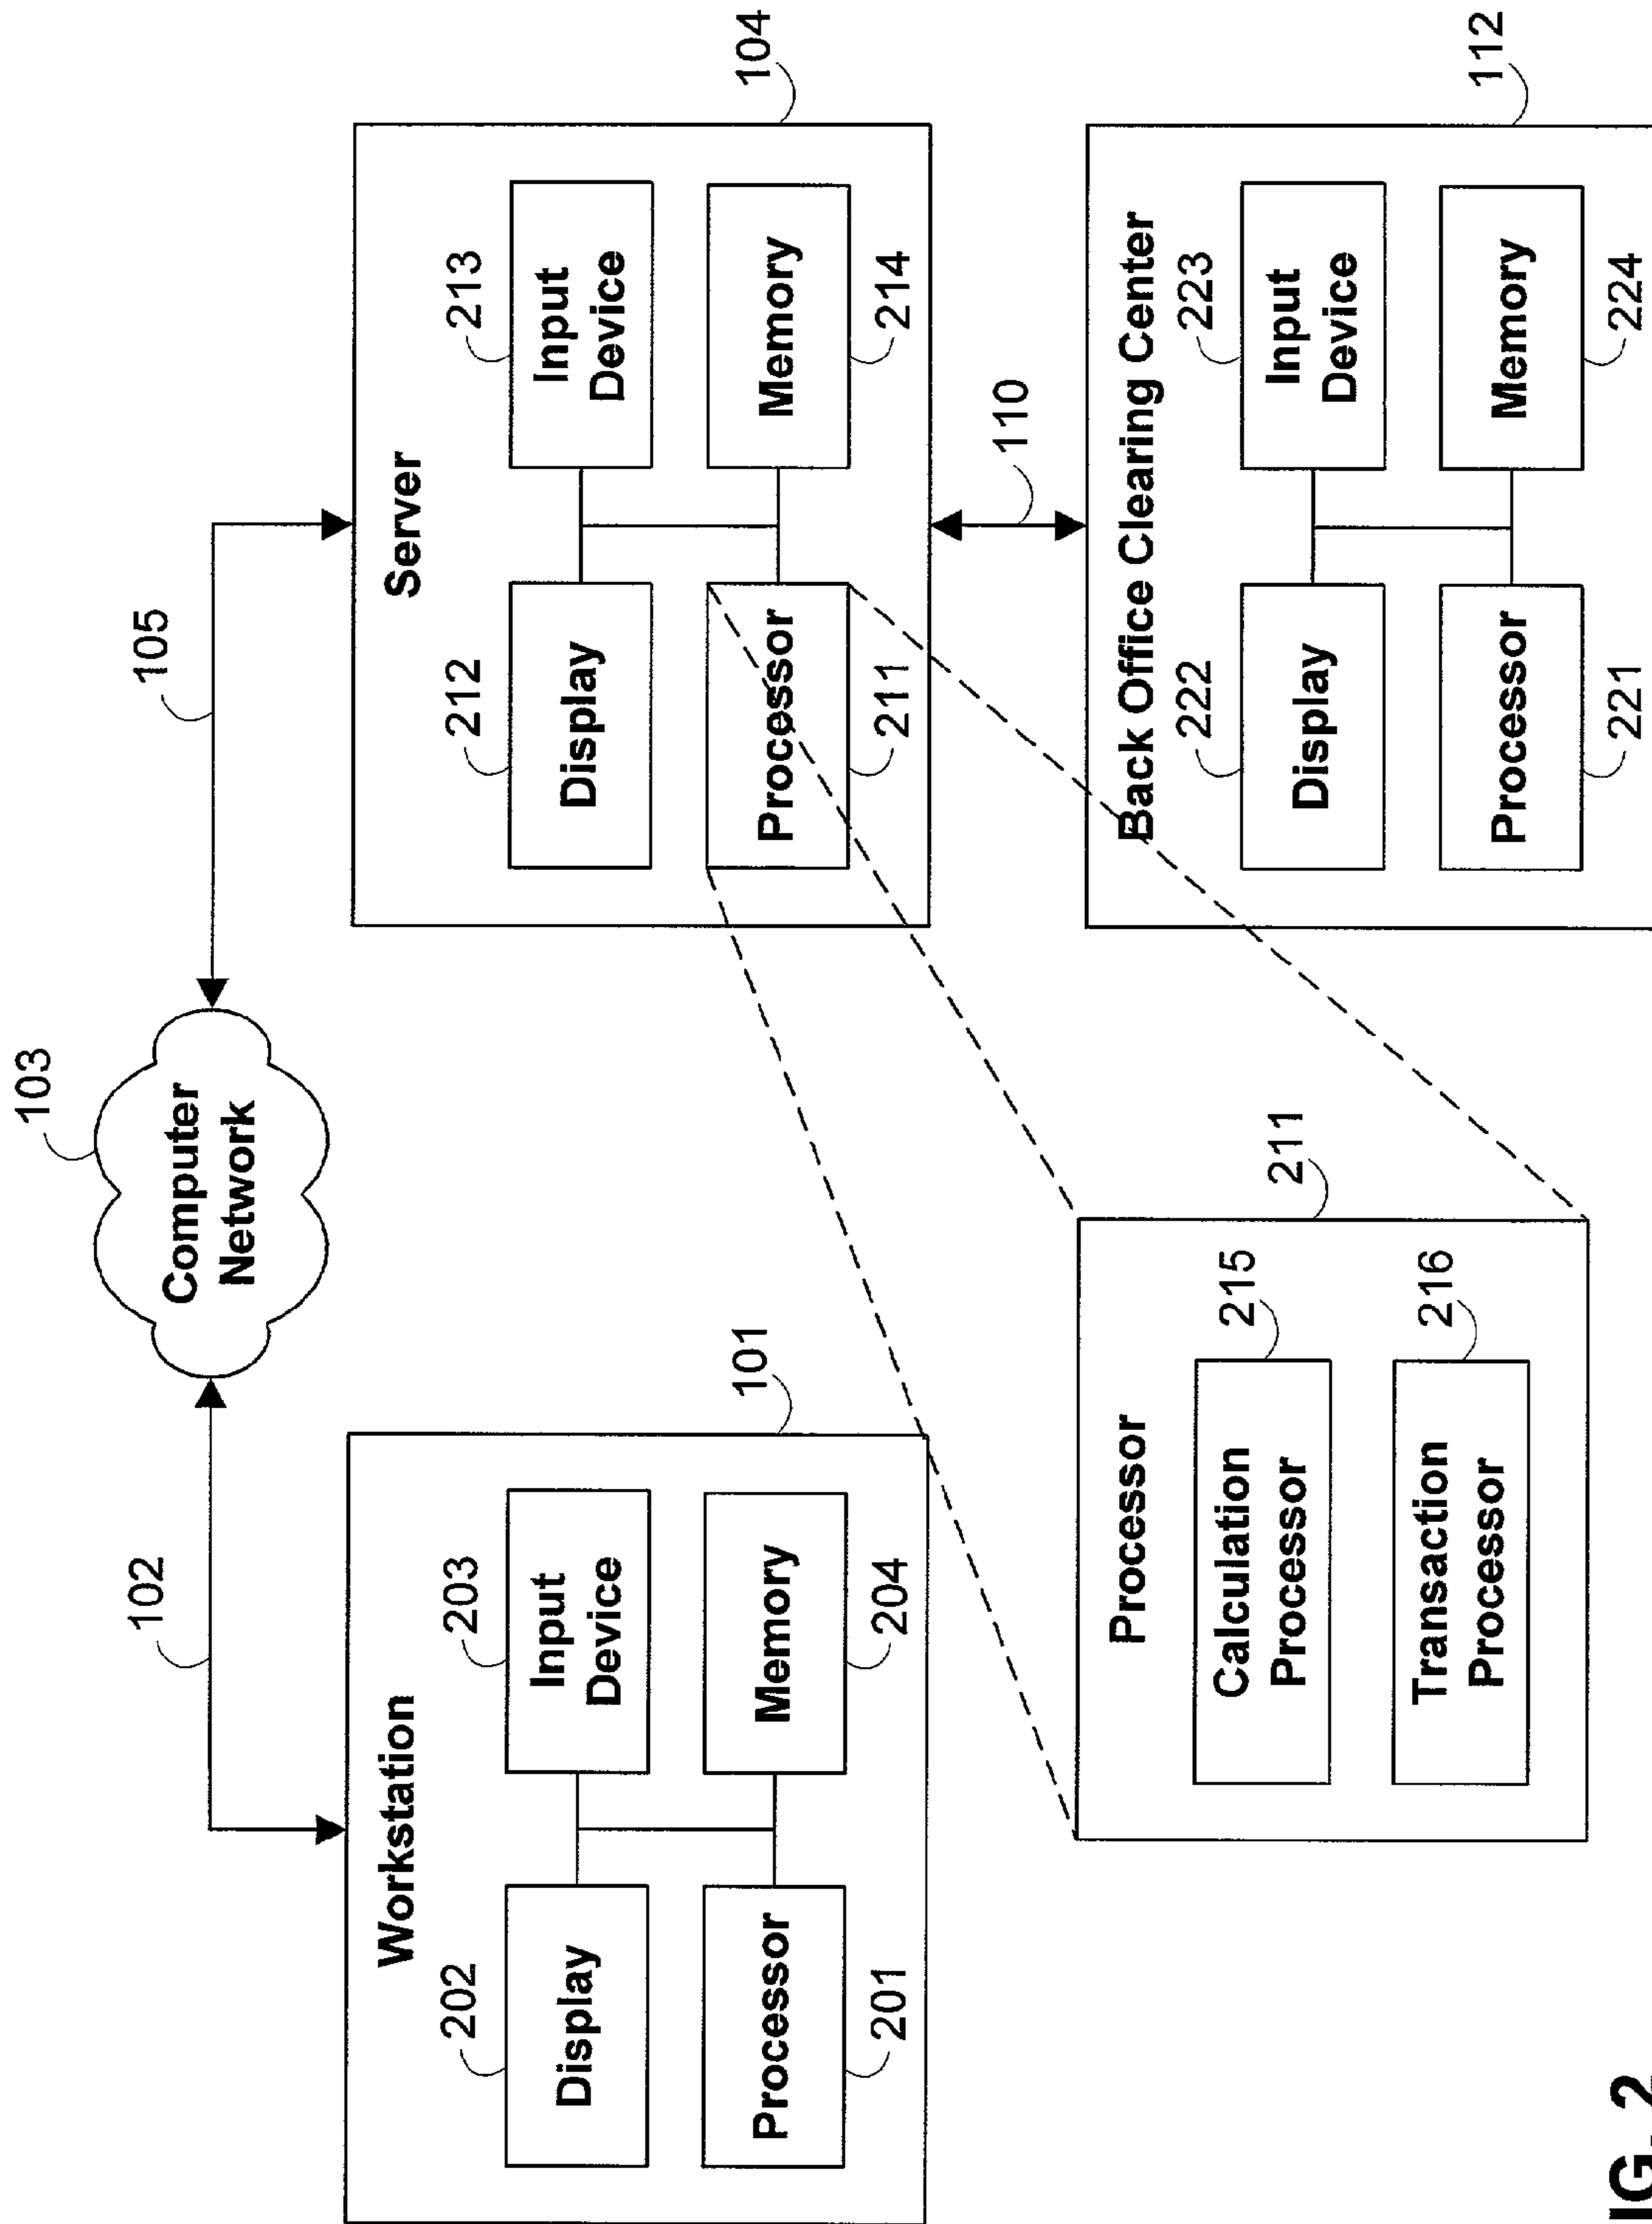 103
Computer
Network
102
105
101
Workstation
202
203
Display
Input
Device
Processor
Memory
201
204
104
Server
212
213
Display
Input
Device
Processor
Memory
211
214
110
211
Processor
215
Calculation
Processor
216
Transaction
Processor
112
Back Office Clearing Center
222
223
Display
Input
Device
Processor
Memory
221
224
IG. 2